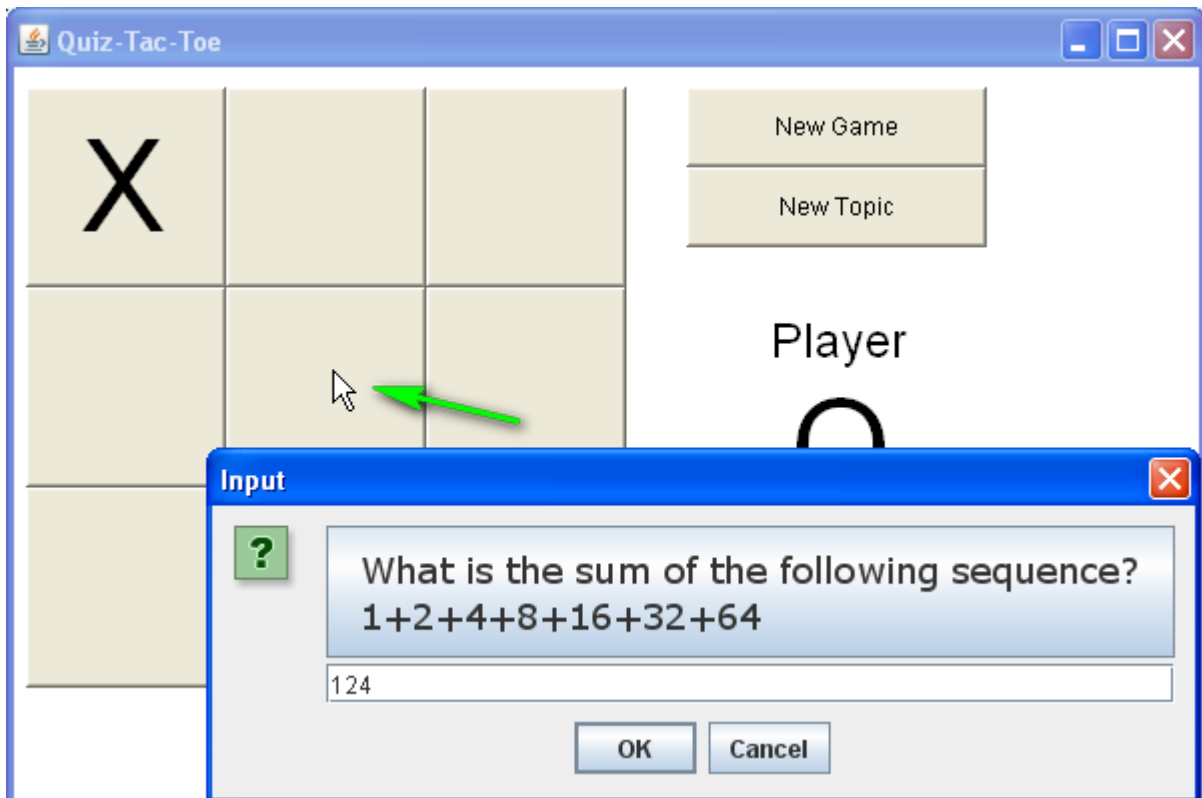 Quiz-Tac-Toe
X
New Game
New Topic
Player
Input
?
What is the sum of the following sequence?
1+2+4+8+16+32+64
124
OK
Cancel